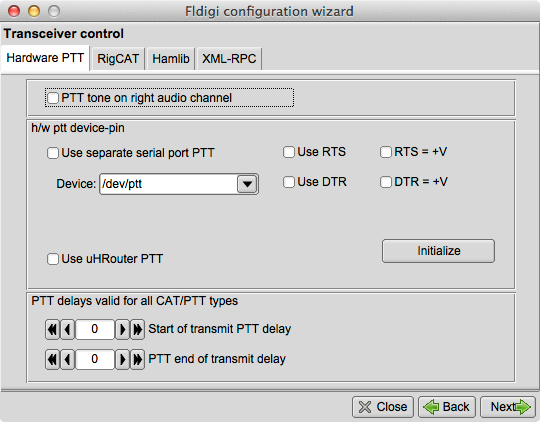 Fldigi configuration wizard
Transceiver control
Hardware PTT RigCAT Hamlib XML-RPC
PTT tone on right audio channel
h/w ptt device-pin
Use separate serial port PTT Use RTS RTS = +V
Device: /dev/ptt Use DTR DTR = +V
Initialize
Use uHRouter PTT
PTT delays valid for all CAT/PTT types
0 Start of transmit PTT delay
0 PTT end of transmit delay
Close Back Next